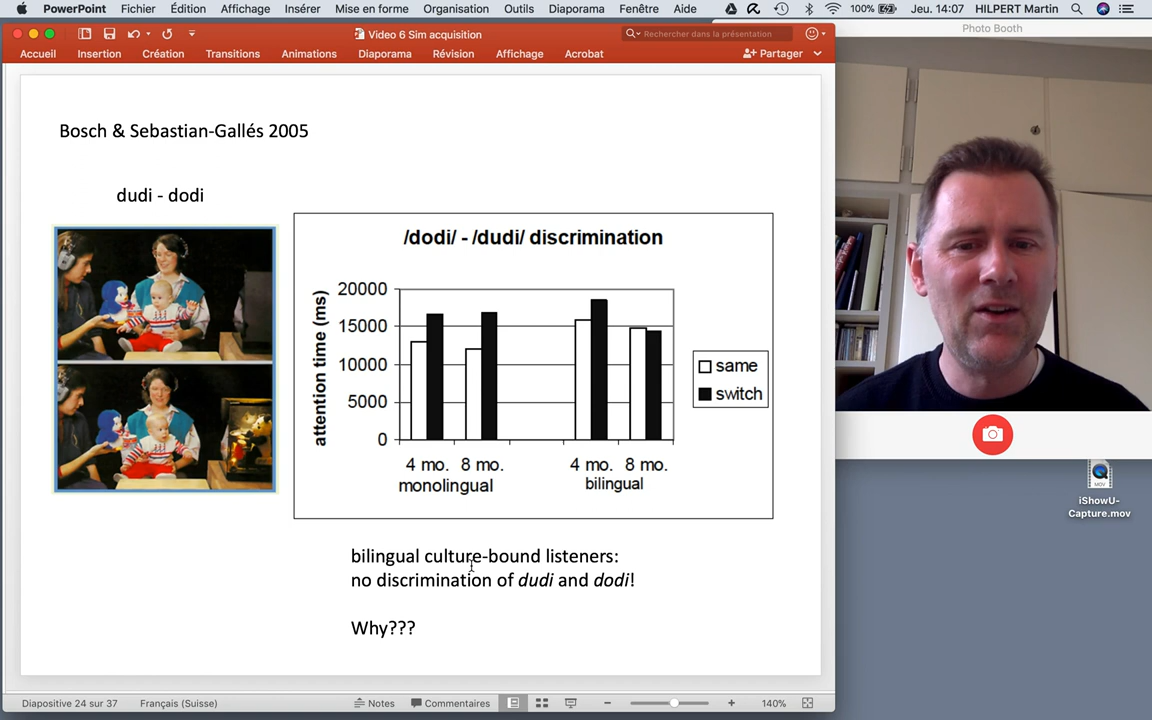 PowerPoint Fichier Édition Affichage Insérer Mise en forme Organisation Outils Diaporama Fenêtre Aide 100% Jeu. 14:07 HILPERT Martin
Video 6 Sim acquisition
Rechercher dans la présentation
Photo Booth
Accueil Insertion Création Transitions Animations Diaporama Révision Affichage Acrobat Partager
Bosch & Sebastian-Gallés 2005
dudi - dodi
/dodi/ - /dudi/ discrimination
attention time (ms)
20000
15000
10000
5000
0
4 mo. 8 mo. 4 mo. 8 mo.
monolingual bilingual
same
switch
bilingual culture-bound listeners:
no discrimination of dudi and dodi!
Why???
MOV
iShowU-
Capture.mov
Diapositive 24 sur 37 Français (Suisse) Notes Commentaires 140%